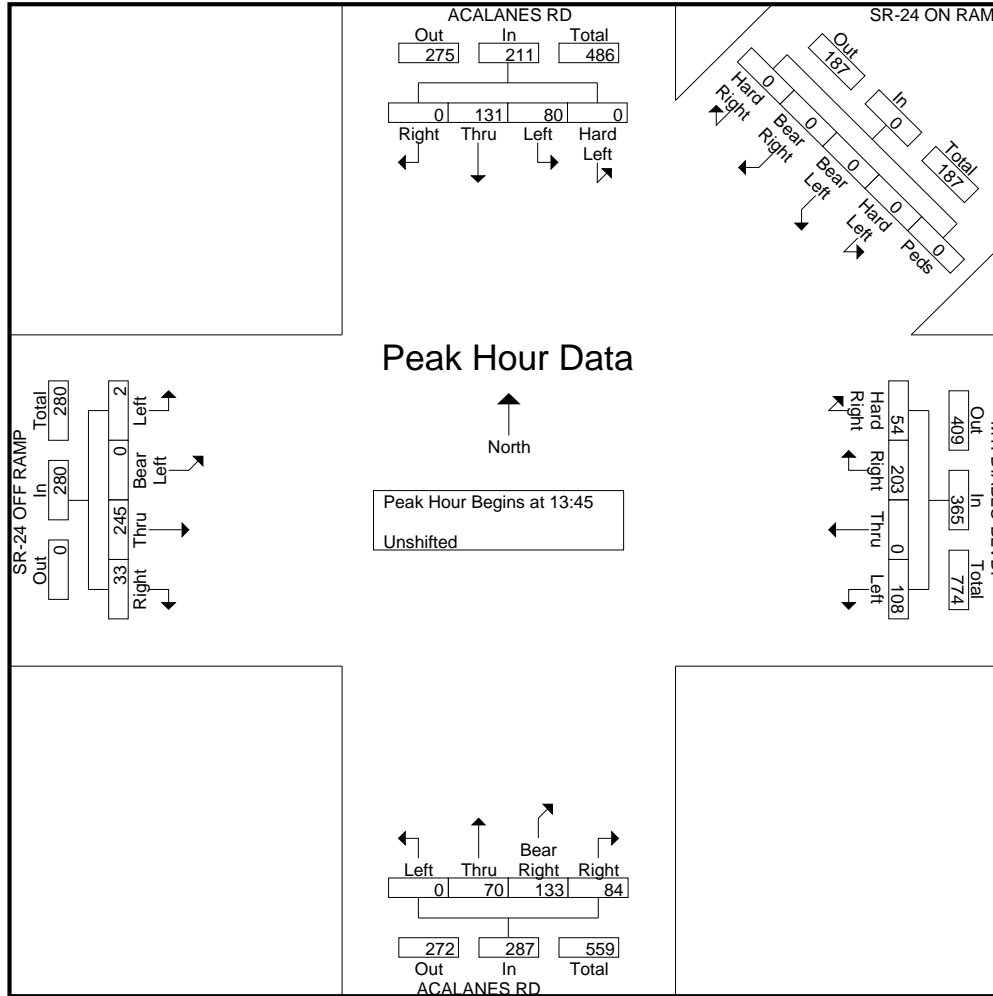 ACALANES RD
Out In Total
275 211 486
0 131 80 0
Right Thru Left Hard Left
SR-24 ON RAM
Out
187
In
0
Total
187
0 0 0 0 0
Hard Right
Bear Right
Bear Left
Hard Left
Peds
Peak Hour Data
North
Peak Hour Begins at 13:45
Unshifted
SR-24 OFF RAMP
Total In Out
280 280 0
2 0 245 33
Left
Bear Left
Thru
Right
Out In Total
409 365 774
54 203 0 108
Hard Right
Right
Thru
Left
Left Thru Bear Right Right
0 70 133 84
272 287 559
Out In Total
ACALANES RD